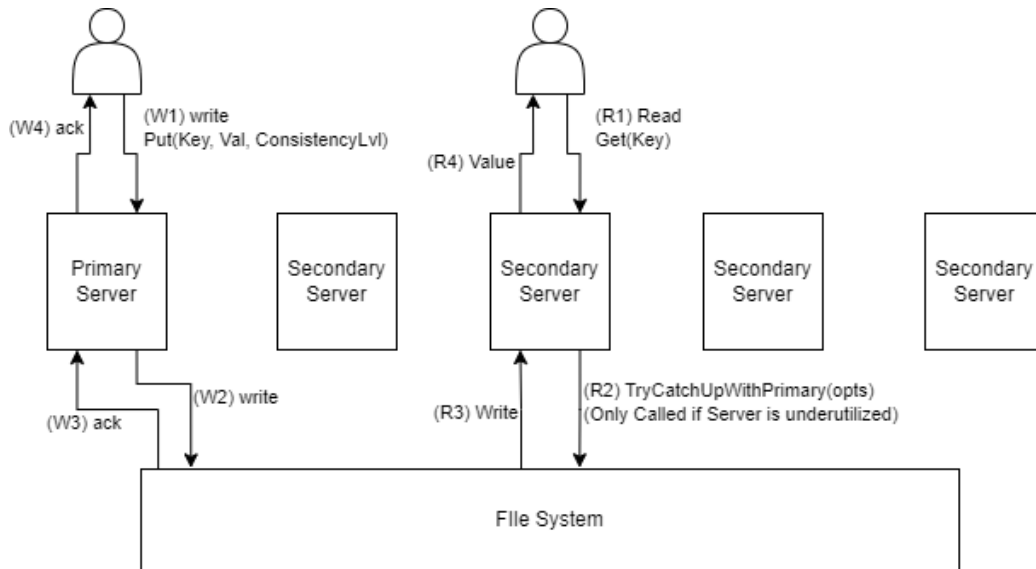 (W1) write
Put(Key, Val, ConsistencyLvl)
(W4) ack
(R1) Read
Get(Key)
(R4) Value
Primary
Server
Secondary
Server
Secondary
Server
Secondary
Server
Secondary
Server
(W2) write
(W3) ack
(R2) TryCatchUpWithPrimary(opts)
(Only Called if Server is underutilized)
(R3) Write
FIle System